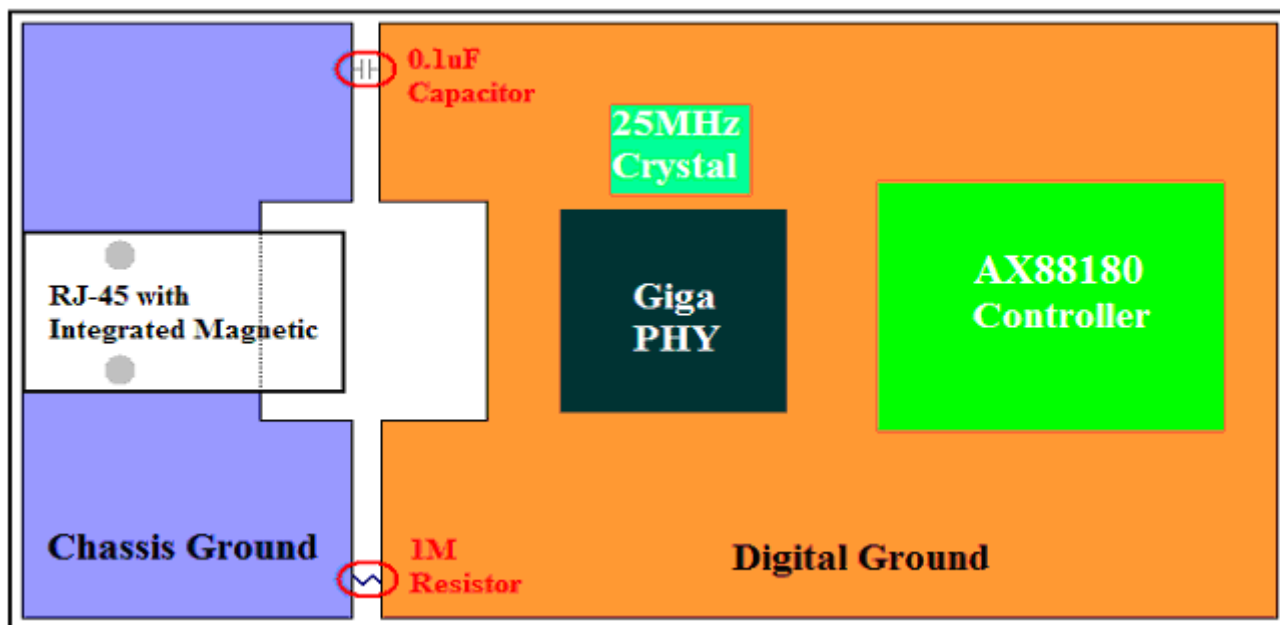 0.1uF
Capacitor
25MHz
Crystal
RJ-45 with
Integrated Magnetic
Giga
PHY
AX88180
Controller
Chassis Ground
1M
Resistor
Digital Ground